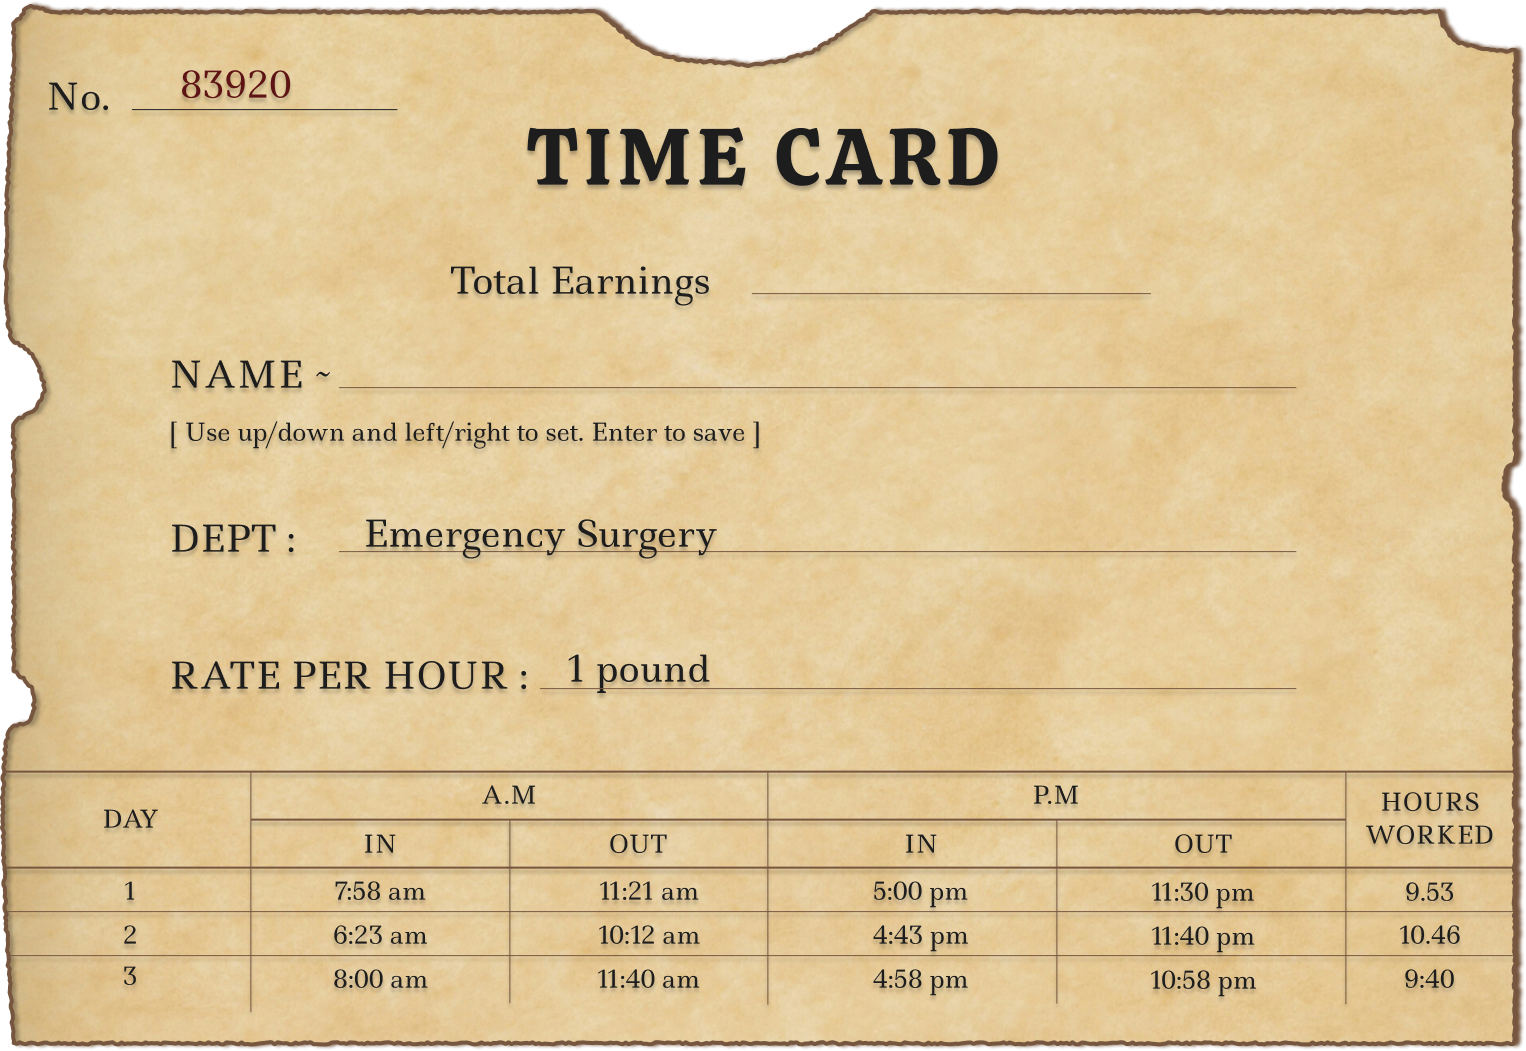 No. 83920
TIME CARD
Total Earnings
NAME ~
[ Use up/down and left/right to set. Enter to save ]
DEPT : Emergency Surgery
RATE PER HOUR : 1 pound
DAY A.M P.M HOURS WORKED
IN OUT IN OUT
1 7:58 am 11:21 am 5:00 pm 11:30 pm 9.53
2 6:23 am 10:12 am 4:43 pm 11:40 pm 10.46
3 8:00 am 11:40 am 4:58 pm 10:58 pm 9:40